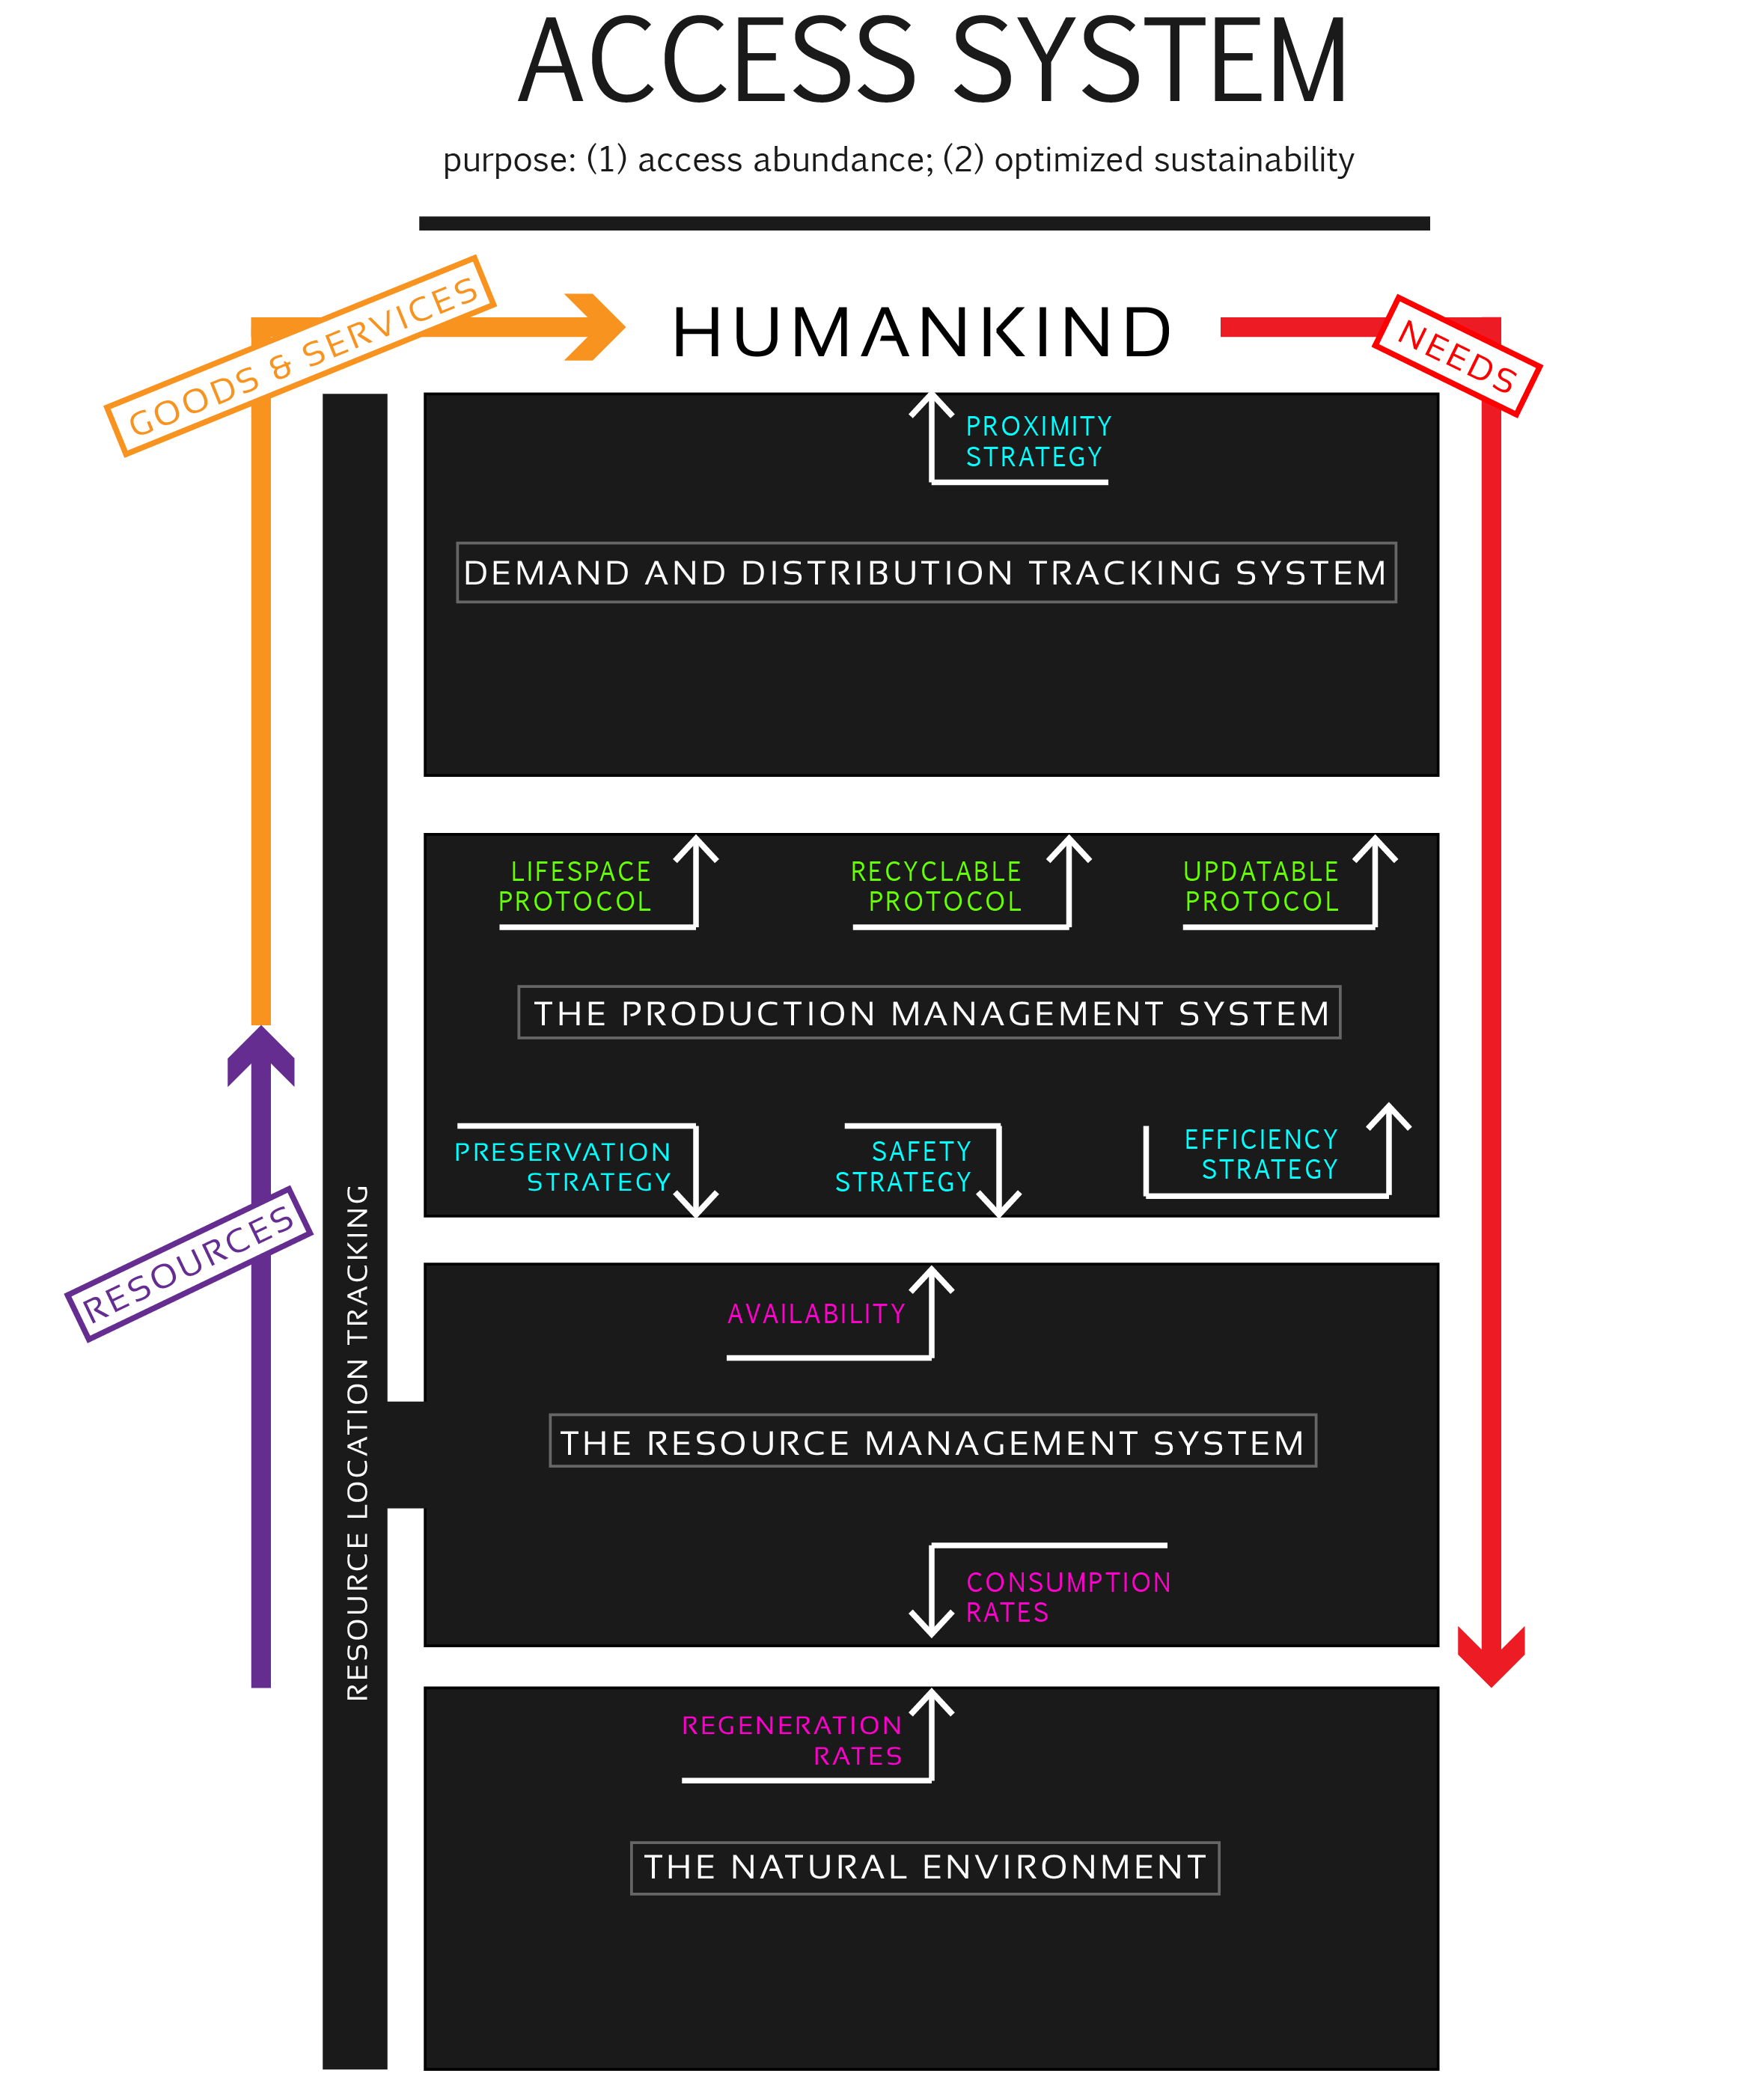 ACCESS SYSTEM
purpose: (1) access abundance; (2) optimized sustainability
GOODS & SERVICES
HUMANKIND
NEEDS
PROXIMITY
STRATEGY
DEMAND AND DISTRIBUTION TRACKING SYSTEM
LIFESPACE
PROTOCOL
RECYCLABLE
PROTOCOL
UPDATABLE
PROTOCOL
THE PRODUCTION MANAGEMENT SYSTEM
PRESERVATION
STRATEGY
SAFETY
STRATEGY
EFFICIENCY
STRATEGY
RESOURCES
RESOURCE LOCATION TRACKING
AVAILABILITY
THE RESOURCE MANAGEMENT SYSTEM
CONSUMPTION
RATES
REGENERATION
RATES
THE NATURAL ENVIRONMENT